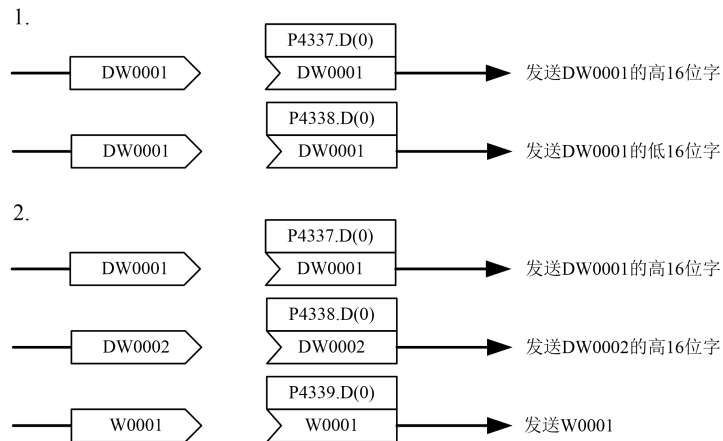 1.
P4337.D(0)
DW0001 DW0001 发送DW0001的高16位字
P4338.D(0)
DW0001 DW0001 发送DW0001的低16位字
2.
P4337.D(0)
DW0001 DW0001 发送DW0001的高16位字
P4338.D(0)
DW0002 DW0002 发送DW0002的高16位字
P4339.D(0)
W0001 W0001 发送W0001